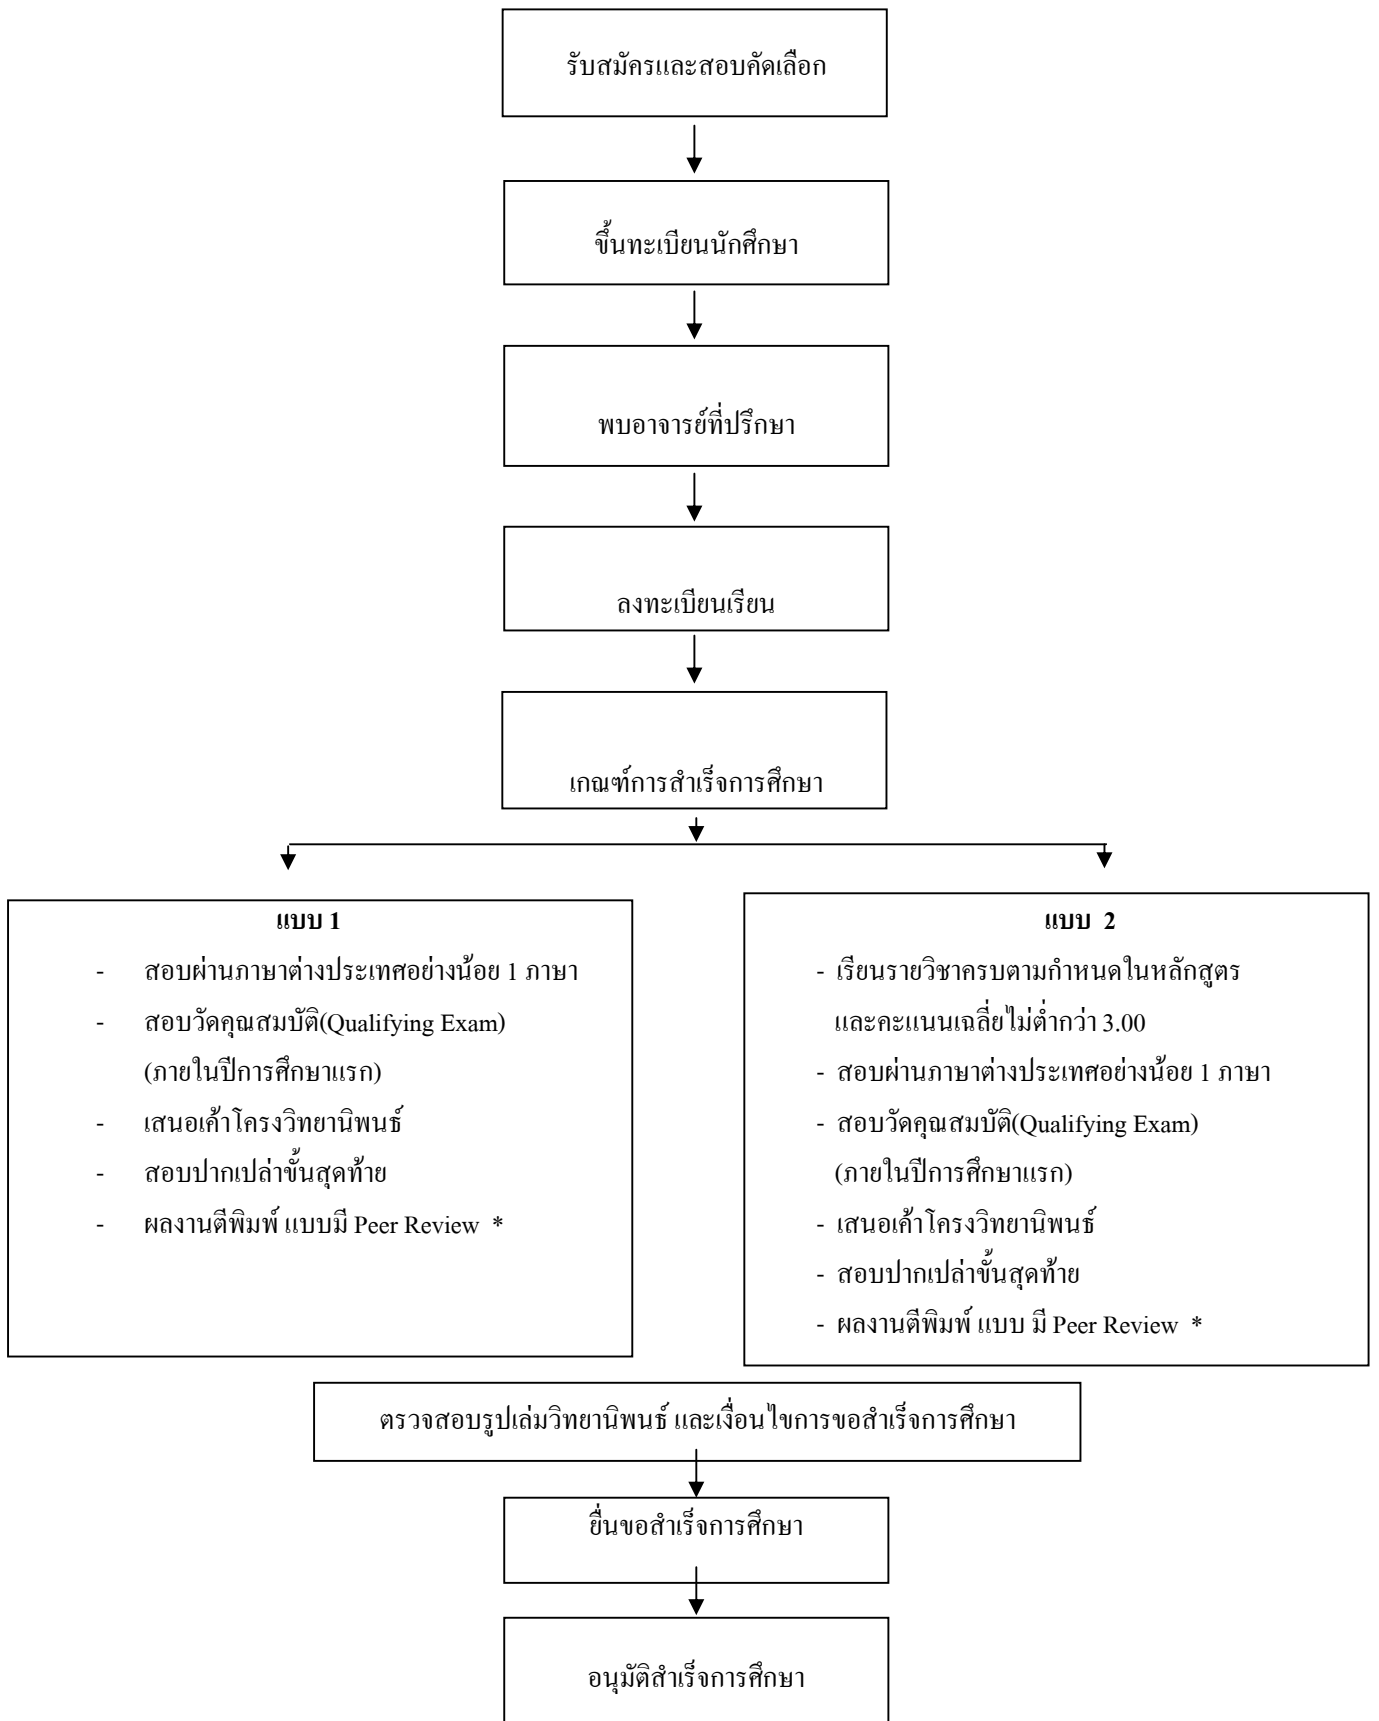 รับสมัครและสอบคัดเลือก
ขึ้นทะเบียนนักศึกษา
พบอาจารย์ที่ปรึกษา
ลงทะเบียนเรียน
เกณฑ์การสำเร็จการศึกษา
แบบ 1
- สอบผ่านภาษาต่างประเทศอย่างน้อย 1 ภาษา
- สอบวัดคุณสมบัติ(Qualifying Exam)
(ภายในปีการศึกษาแรก)
- เสนอเค้าโครงวิทยานิพนธ์
- สอบปากเปล่าขั้นสุดท้าย
- ผลงานตีพิมพ์ แบบมี Peer Review *
แบบ 2
- เรียนรายวิชาครบตามกำหนดในหลักสูตร
และคะแนนเฉลี่ยไม่ต่ำกว่า 3.00
- สอบผ่านภาษาต่างประเทศอย่างน้อย 1 ภาษา
- สอบวัดคุณสมบัติ(Qualifying Exam)
(ภายในปีการศึกษาแรก)
- เสนอเค้าโครงวิทยานิพนธ์
- สอบปากเปล่าขั้นสุดท้าย
- ผลงานตีพิมพ์ แบบ มี Peer Review *
ตรวจสอบรูปเล่มวิทยานิพนธ์ และเงื่อนไขการขอสำเร็จการศึกษา
ยื่นขอสำเร็จการศึกษา
อนุมัติสำเร็จการศึกษา